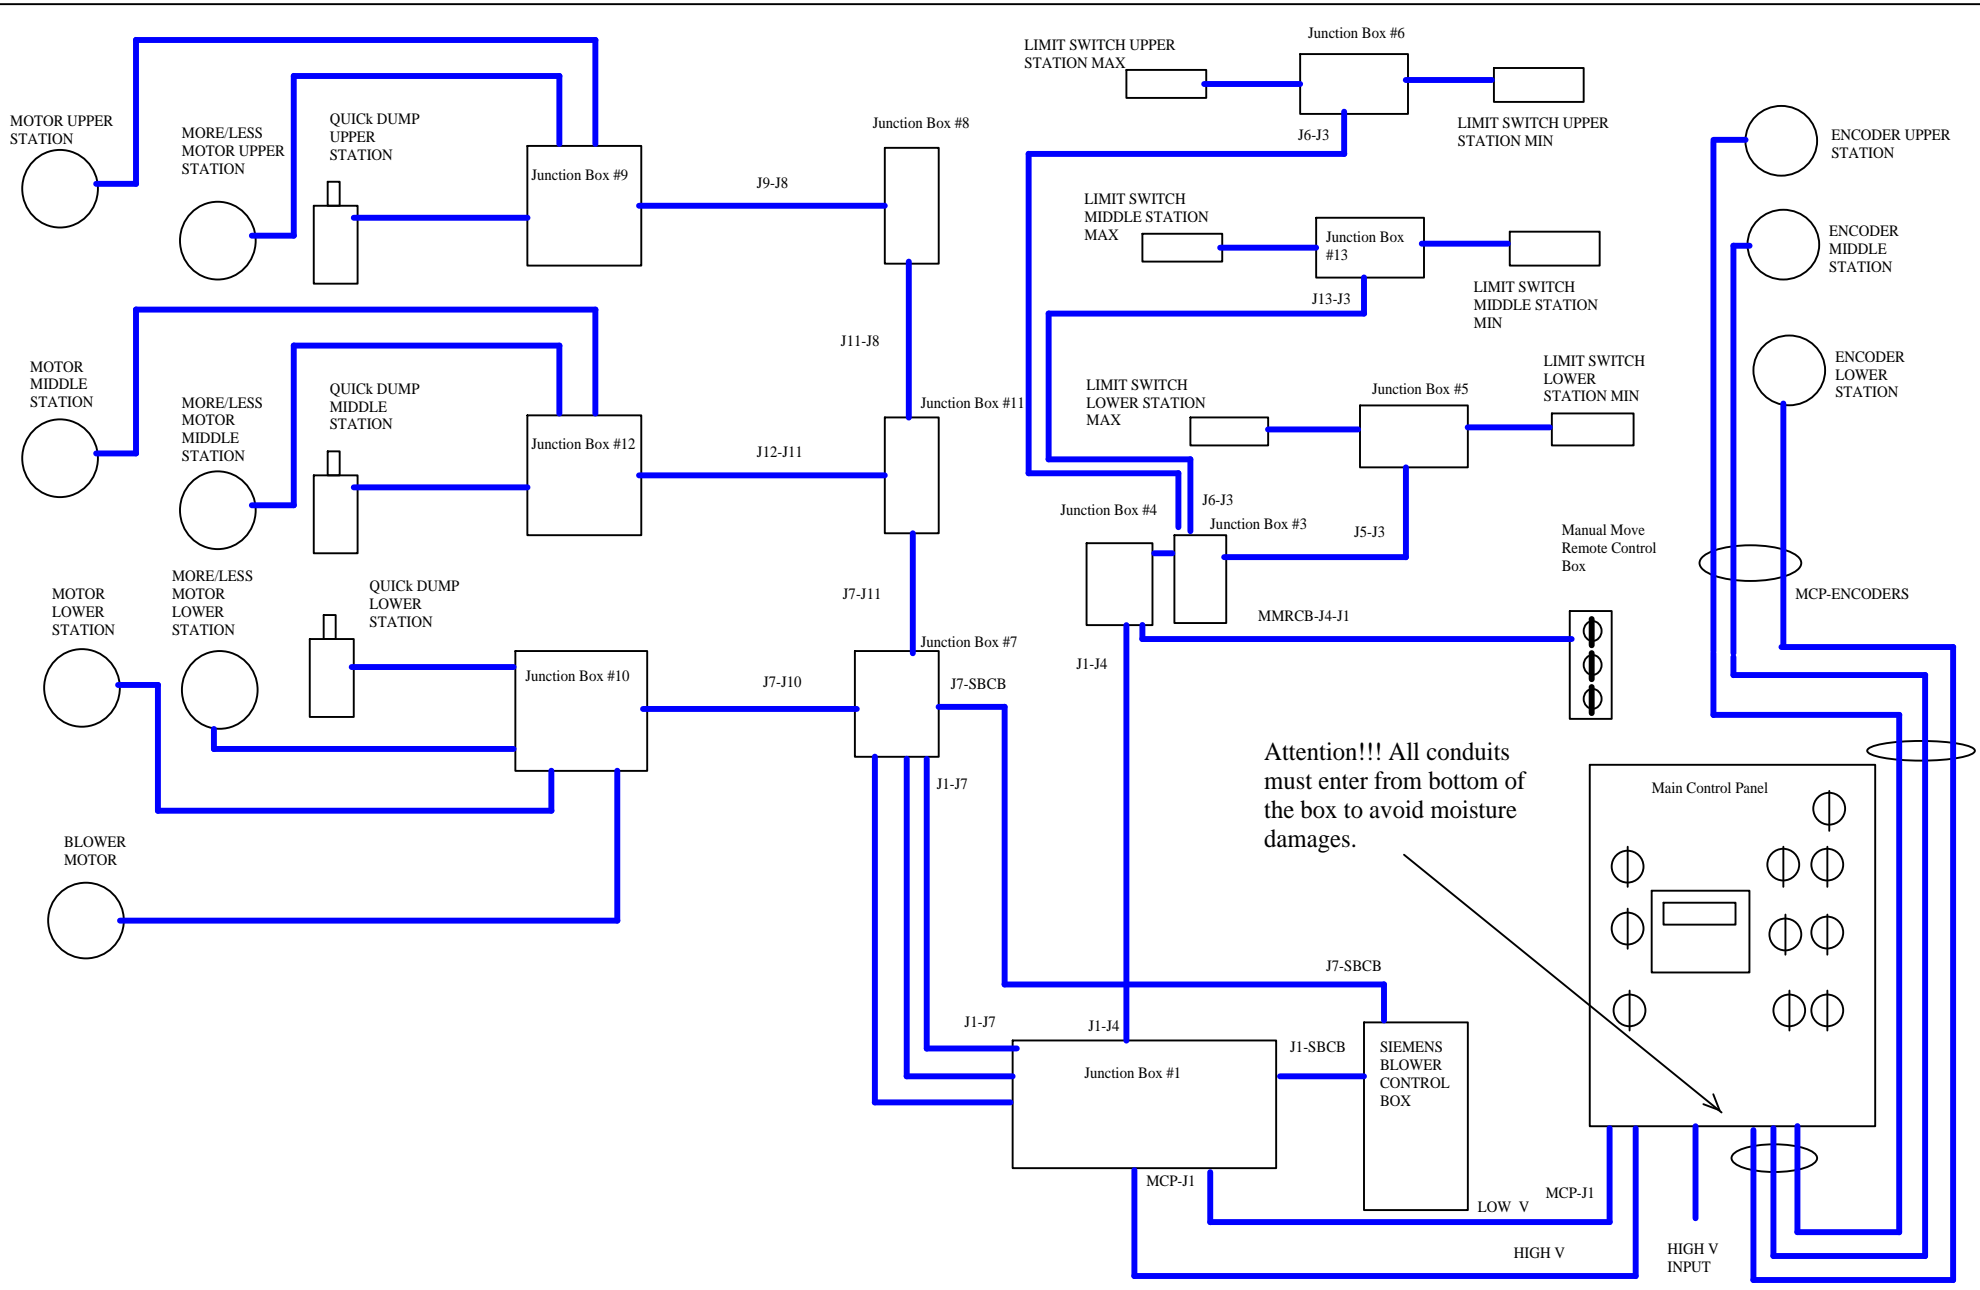 Junction Box #6
LIMIT SWITCH UPPER
STATION MAX
J6-J3
LIMIT SWITCH UPPER
STATION MIN
MOTOR UPPER
STATION
MORE/LESS
MOTOR UPPER
STATION
QUICk DUMP
UPPER
STATION
Junction Box #9
J9-J8
Junction Box #8
ENCODER UPPER
STATION
LIMIT SWITCH
MIDDLE STATION
MAX
Junction Box
#13
J13-J3
LIMIT SWITCH
MIDDLE STATION
MIN
ENCODER
MIDDLE
STATION
J11-J8
MOTOR
MIDDLE
STATION
MORE/LESS
MOTOR
MIDDLE
STATION
QUICk DUMP
MIDDLE
STATION
Junction Box #12
J12-J11
Junction Box #11
LIMIT SWITCH
LOWER STATION
MAX
Junction Box #5
LIMIT SWITCH
LOWER
STATION MIN
ENCODER
LOWER
STATION
J6-J3
Junction Box #4
Junction Box #3
J5-J3
Manual Move
Remote Control
Box
MCP-ENCODERS
MOTOR
LOWER
STATION
MORE/LESS
MOTOR
LOWER
STATION
QUICk DUMP
LOWER
STATION
J7-J11
MMRCB-J4-J1
Junction Box #10
J7-J10
Junction Box #7
J7-SBCB
J1-J4
J1-J7
Attention!!! All conduits
must enter from bottom of
the box to avoid moisture
damages.
Main Control Panel
BLOWER
MOTOR
J7-SBCB
J1-J7
J1-J4
J1-SBCB
Junction Box #1
SIEMENS
BLOWER
CONTROL
BOX
MCP-J1
MCP-J1
LOW V
HIGH V
HIGH V
INPUT